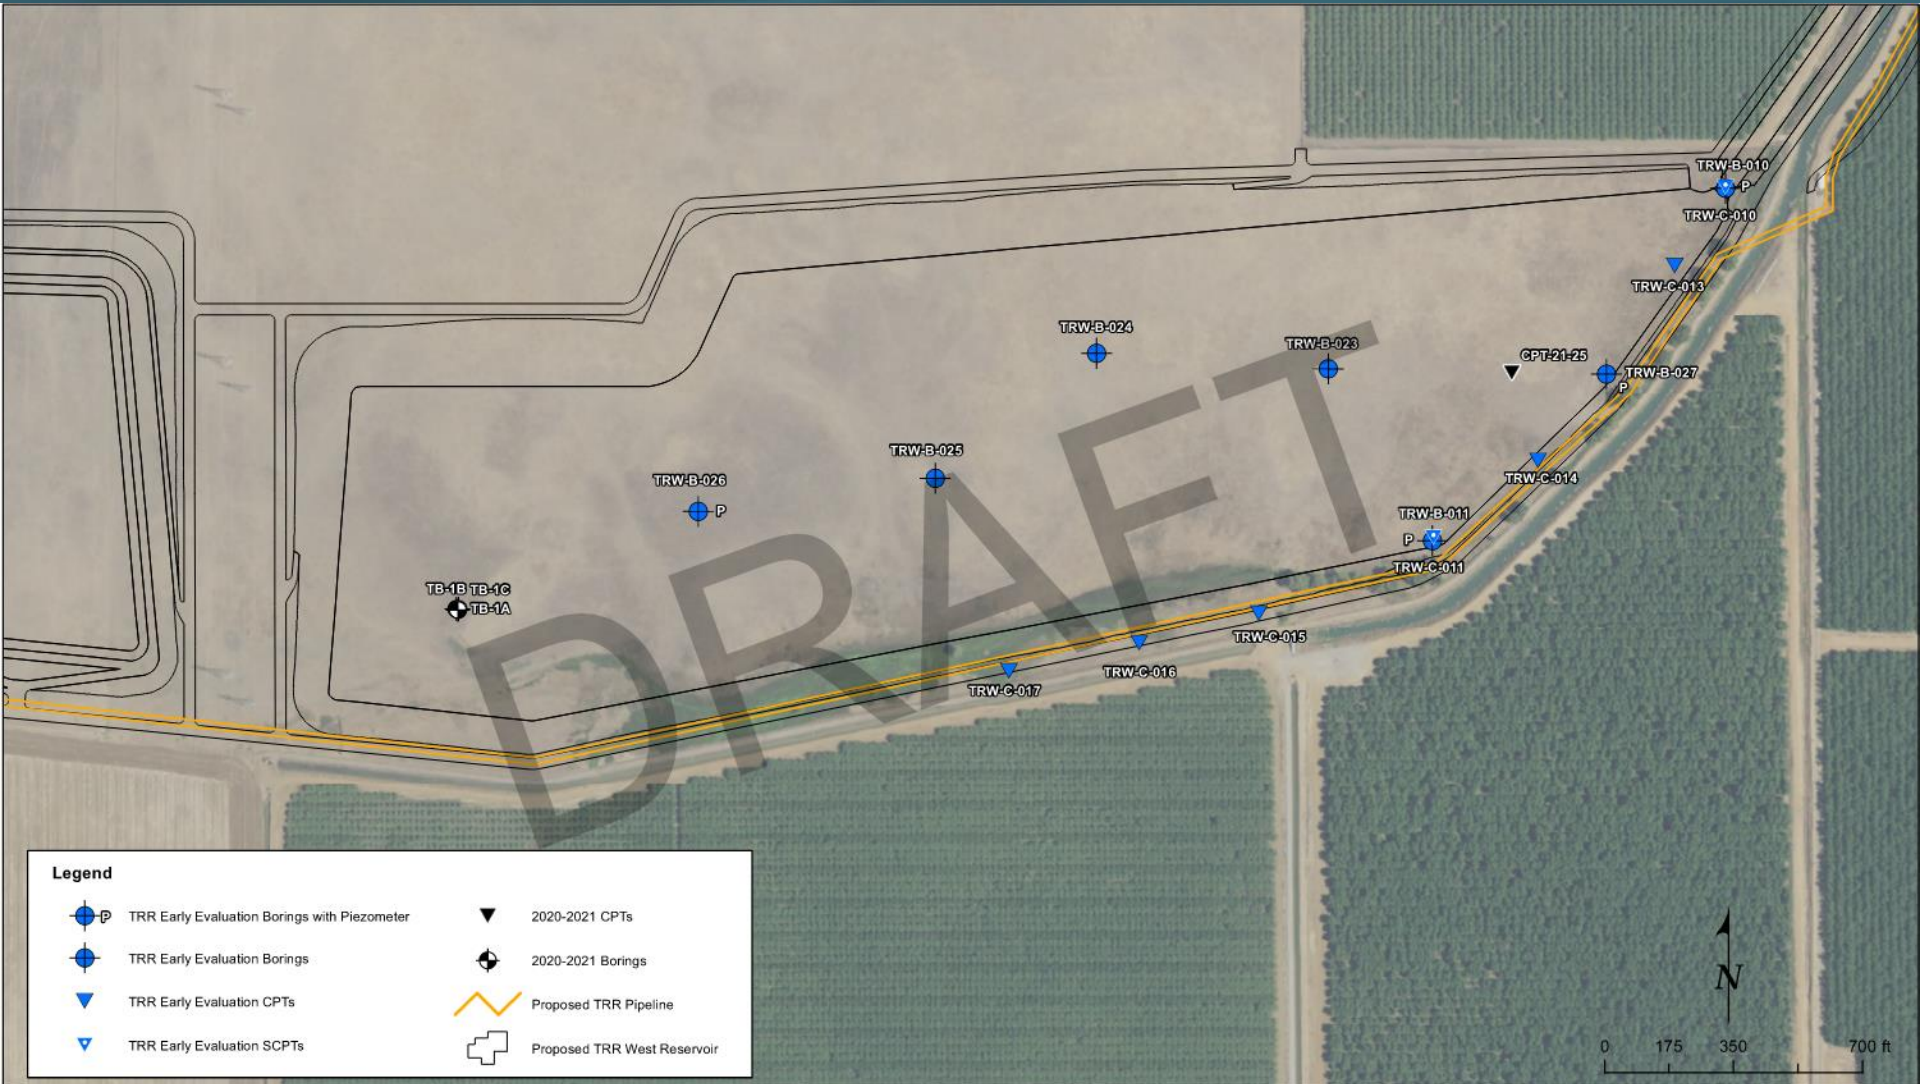 TRW-B-010
P
TRW-C-010
TRW-C-013
TRW-B-024
TRW-B-023
CPT-21-25
TRW-B-027
P
TRW-B-025
TRW-C-014
TRW-B-026
P
TRW-B-011
P
TRW-C-011
TB-1B TB-1C
TB-1A
TRW-C-015
TRW-C-016
TRW-C-017
DRAFT
Legend
P TRR Early Evaluation Borings with Piezometer
TRR Early Evaluation Borings
TRR Early Evaluation CPTs
TRR Early Evaluation SCPTs
2020-2021 CPTs
2020-2021 Borings
Proposed TRR Pipeline
Proposed TRR West Reservoir
N
0 175 350 700 ft